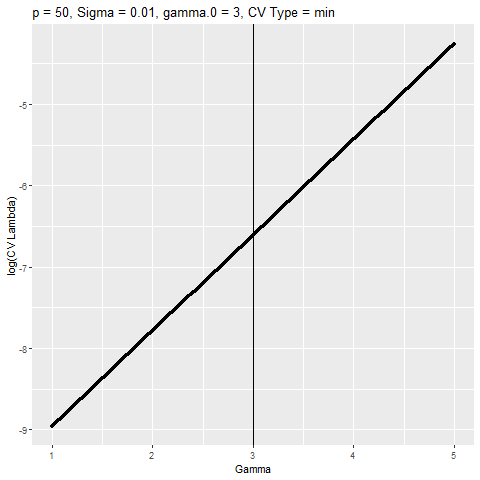 p = 50, Sigma = 0.01, gamma.0 = 3, CV Type = min
log(CV Lambda)
-5
-6
-7
-8
-9
1 2 3 4 5
Gamma